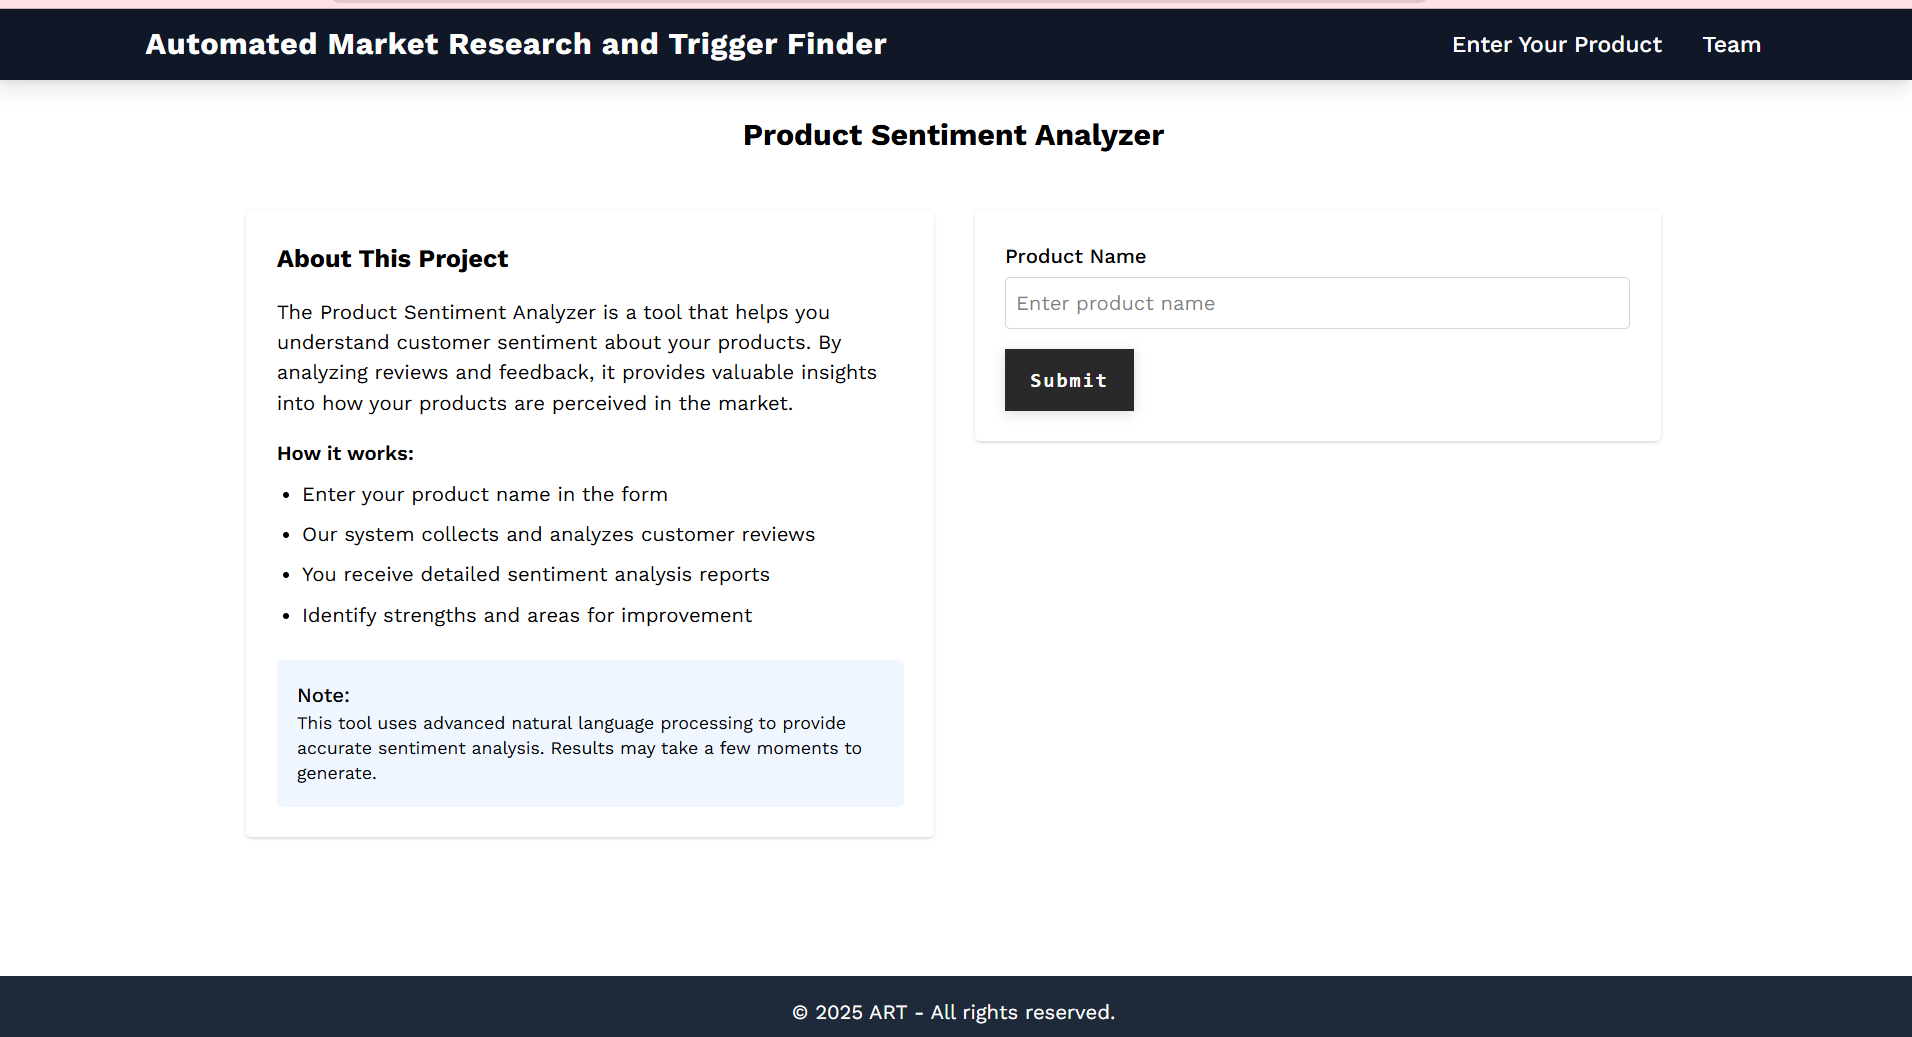 Automated Market Research and Trigger Finder
Enter Your Product
Team
Product Sentiment Analyzer
About This Project
The Product Sentiment Analyzer is a tool that helps you
understand customer sentiment about your products. By
analyzing reviews and feedback, it provides valuable insights
into how your products are perceived in the market.
How it works:
• Enter your product name in the form
• Our system collects and analyzes customer reviews
• You receive detailed sentiment analysis reports
• Identify strengths and areas for improvement
Note:
This tool uses advanced natural language processing to provide
accurate sentiment analysis. Results may take a few moments to
generate.
Product Name
Enter product name
Submit
© 2025 ART - All rights reserved.